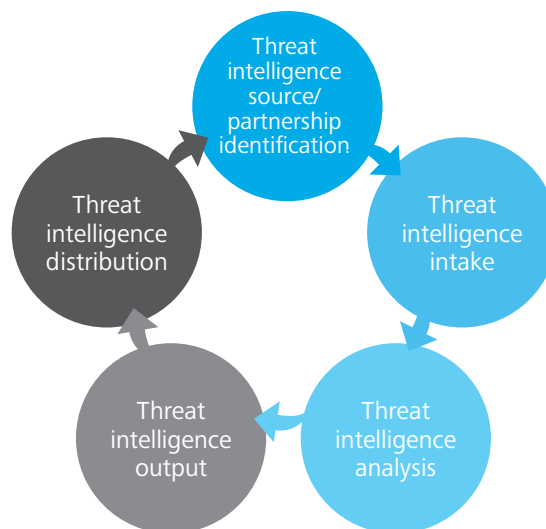 Threat
intelligence
source/
partnership
identification
Threat
intelligence
intake
Threat
intelligence
analysis
Threat
intelligence
output
Threat
intelligence
distribution